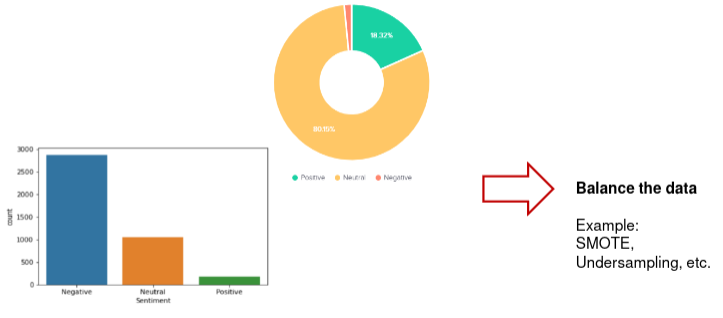 18.32%
80.15%
Positive Neutral Negative
3000
2500
2000
1500
1000
500
0
count
Negative Neutral Positive
Sentiment
Balance the data
Example:
SMOTE,
Undersampling, etc.